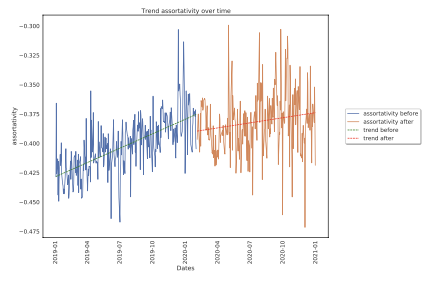 Trend assortativity over time
−0.300
−0.325
−0.350
−0.375
−0.400
−0.425
−0.450
−0.475
assortativity
2019-01
2019-04
2019-07
2019-10
2020-01
2020-04
2020-07
2020-10
2021-01
Dates
assortativity before
assortativity after
trend before
trend after